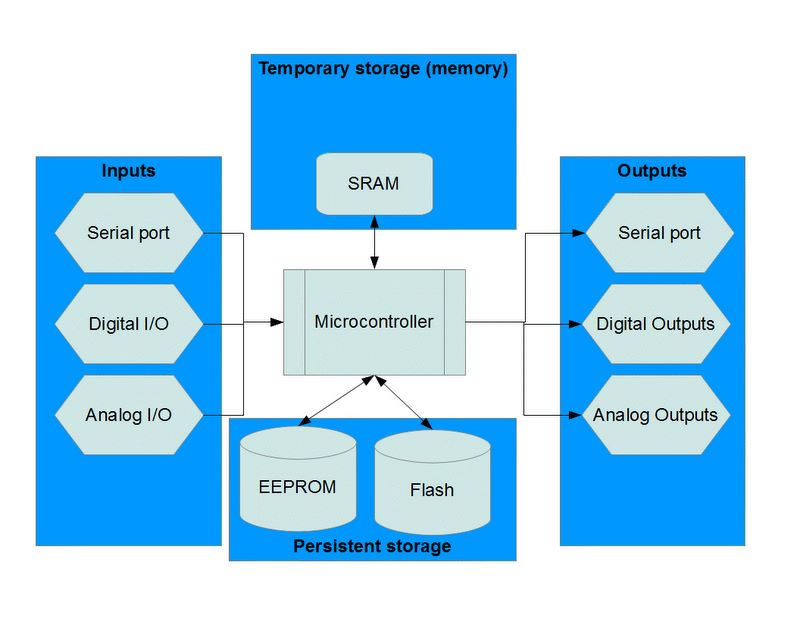 Temporary storage (memory)
SRAM
Inputs
Serial port
Digital I/O
Analog I/O
Microcontroller
Outputs
Serial port
Digital Outputs
Analog Outputs
EEPROM
Flash
Persistent storage